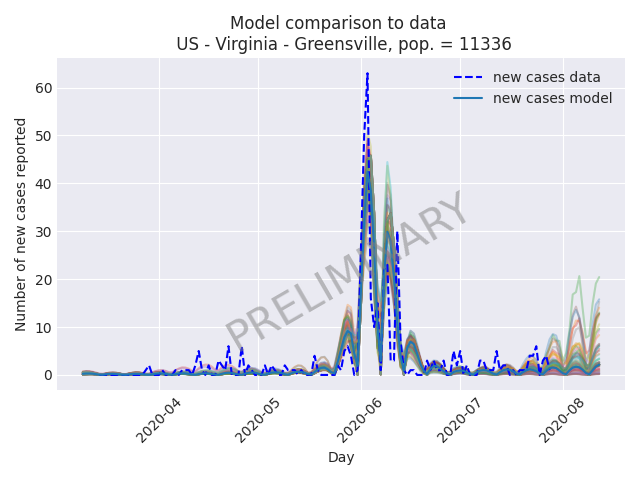 Model comparison to data
US - Virginia - Greensville, pop. = 11336
new cases data
new cases model
PRELIMINARY
Number of new cases reported
60
50
40
30
20
10
0
2020-04
2020-05
2020-06
2020-07
2020-08
Day